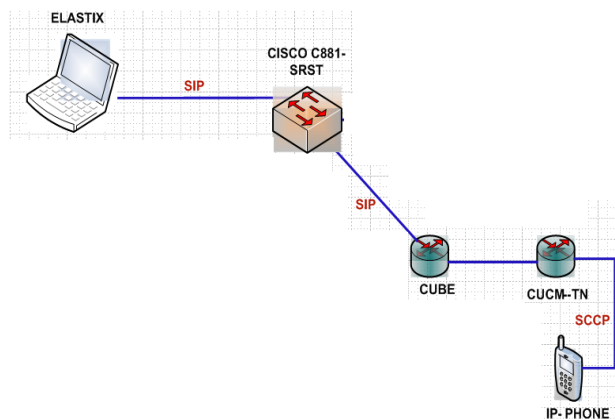 ELASTIX
CISCO C881-
SRST
SIP
SIP
CUBE
CUCM--TN
SCCP
IP- PHONE